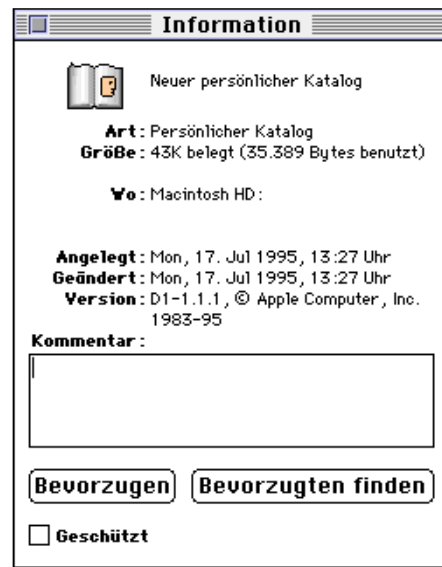 Information
Neuer persönlicher Katalog
Art: Persönlicher Katalog
Größe: 43K belegt (35.389 Bytes benutzt)
Wo: Macintosh HD:
Angelegt: Mon, 17. Jul 1995, 13:27 Uhr
Geändert: Mon, 17. Jul 1995, 13:27 Uhr
Version: D1-1.1.1, © Apple Computer, Inc.
1983-95
Kommentar:
Bevorzugen Bevorzugten finden
Geschützt